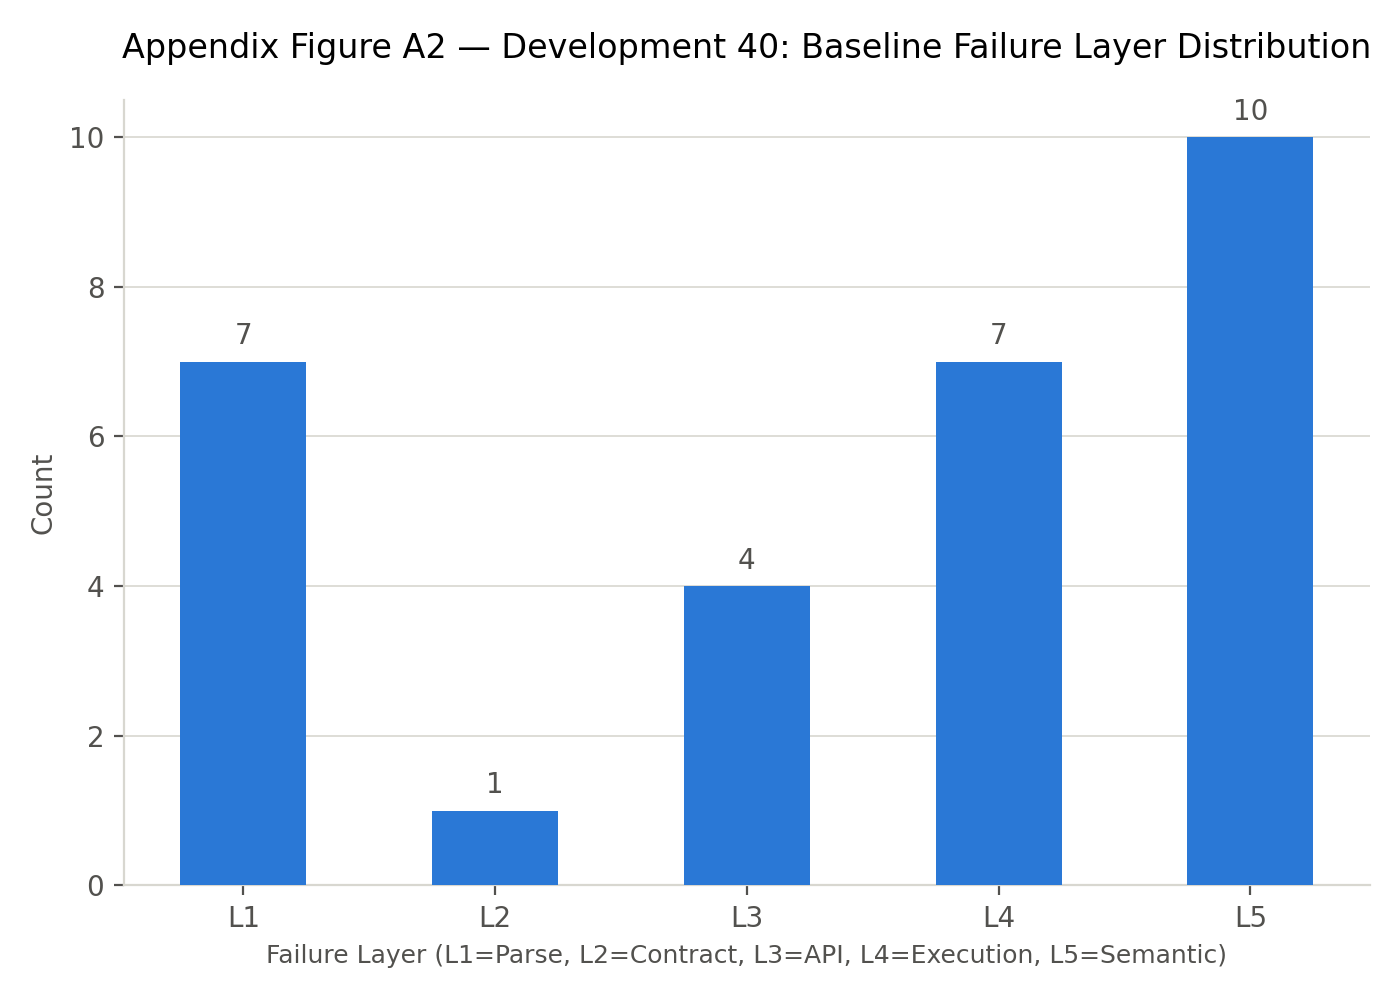 Appendix Figure A2 — Development 40: Baseline Failure Layer Distribution
10
10
8
7
7
6
Count
4
4
2
1
0
L1
L2
L3
L4
L5
Failure Layer (L1=Parse, L2=Contract, L3=API, L4=Execution, L5=Semantic)